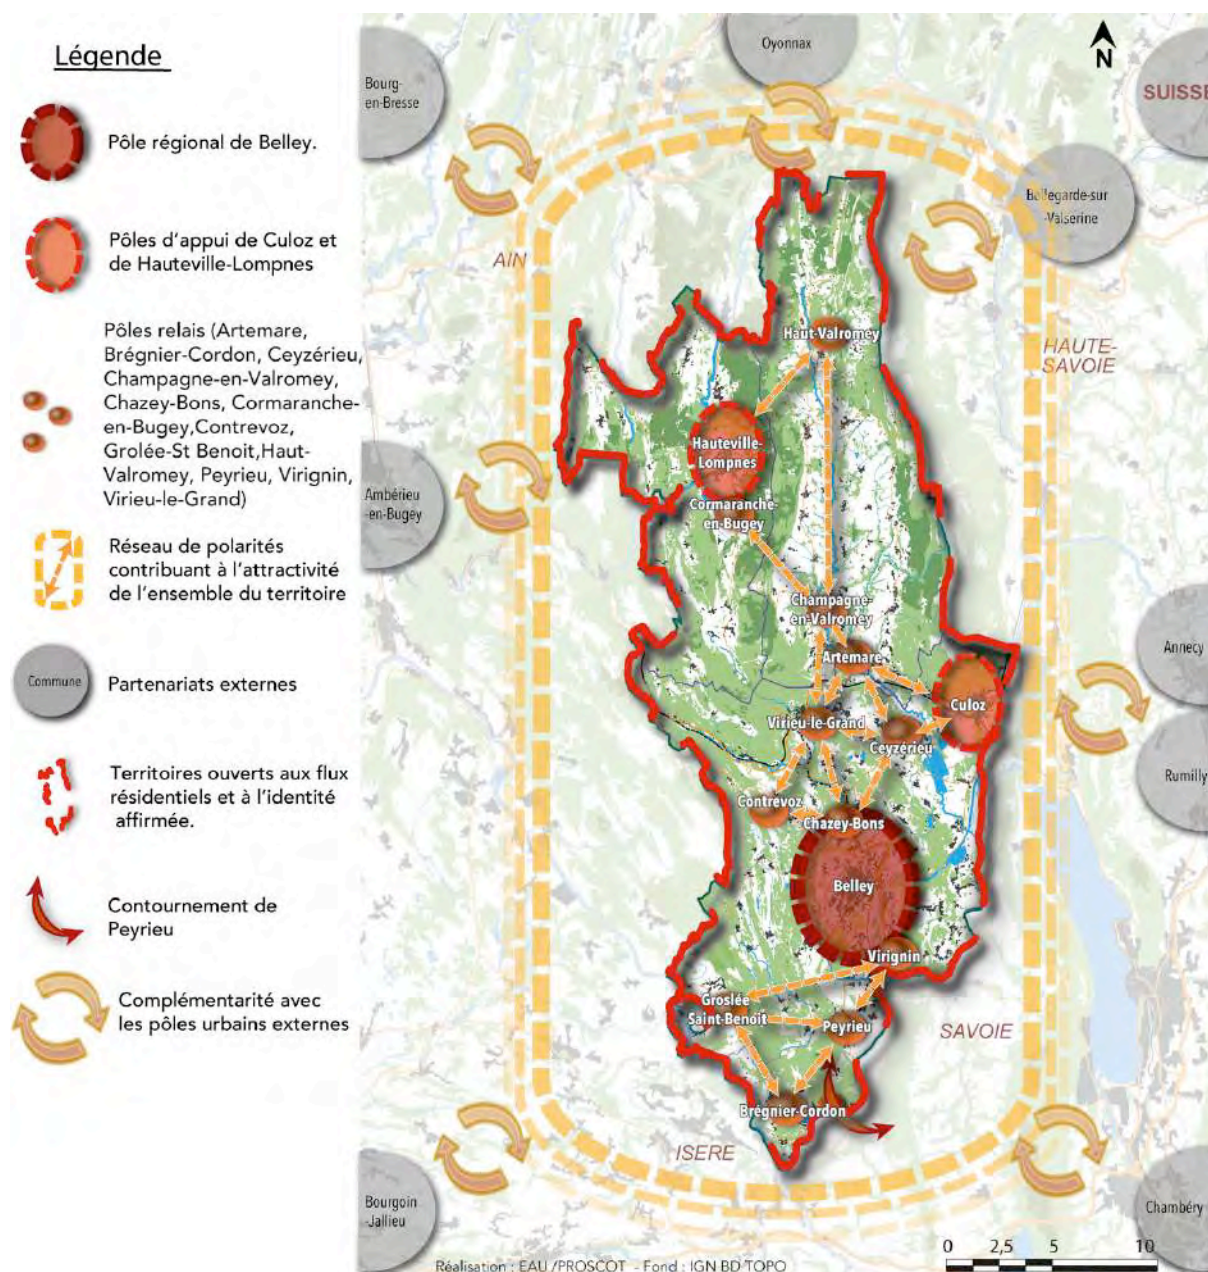 Légende
Pôle régional de Belley.
Pôles d'appui de Culoz et
de Hauteville-Lompnes
Pôles relais (Artemare,
Brégnier-Cordon, Ceyzérieu,
Champagne-en-Valromey,
Chazey-Bons, Cormaranche-
en-Bugey,Contrevoz,
Grolée-St Benoit,Haut-
Valromey, Peyrieu, Virignin,
Virieu-le-Grand)
Réseau de polarités
contribuant à l'attractivité
de l'ensemble du territoire
Commune
Partenariats externes
Territoires ouverts aux flux
résidentiels et à l'identité
affirmée.
Contournement de
Peyrieu
Complémentarité avec
les pôles urbains externes
Oyonnax
N
SUISSE
Bourg-
en-Bresse
Bellegarde-sur
-Valserine
AIN
HAUTE-
SAVOIE
Haut-Valromey
Hauteville-
Lompnes
Cormaranche-
en-Bugey
Ambérieu
-en-Bugey
Champagne-
en-Valromey
Artemare
Annecy
Culoz
Virieu-le-Grand
Ceyzérieu
Rumilly
Contrevoz
Chazey-Bons
Belley
Virignin
Groslée
Saint-Benoit
Peyrieu
SAVOIE
Brégnier-Cordon
ISERE
Bourgoin
-Jallieu
Chambéry
0 2,5 5 10
Réalisation : EAU /PROSCOT - Fond : IGN BD TOPO